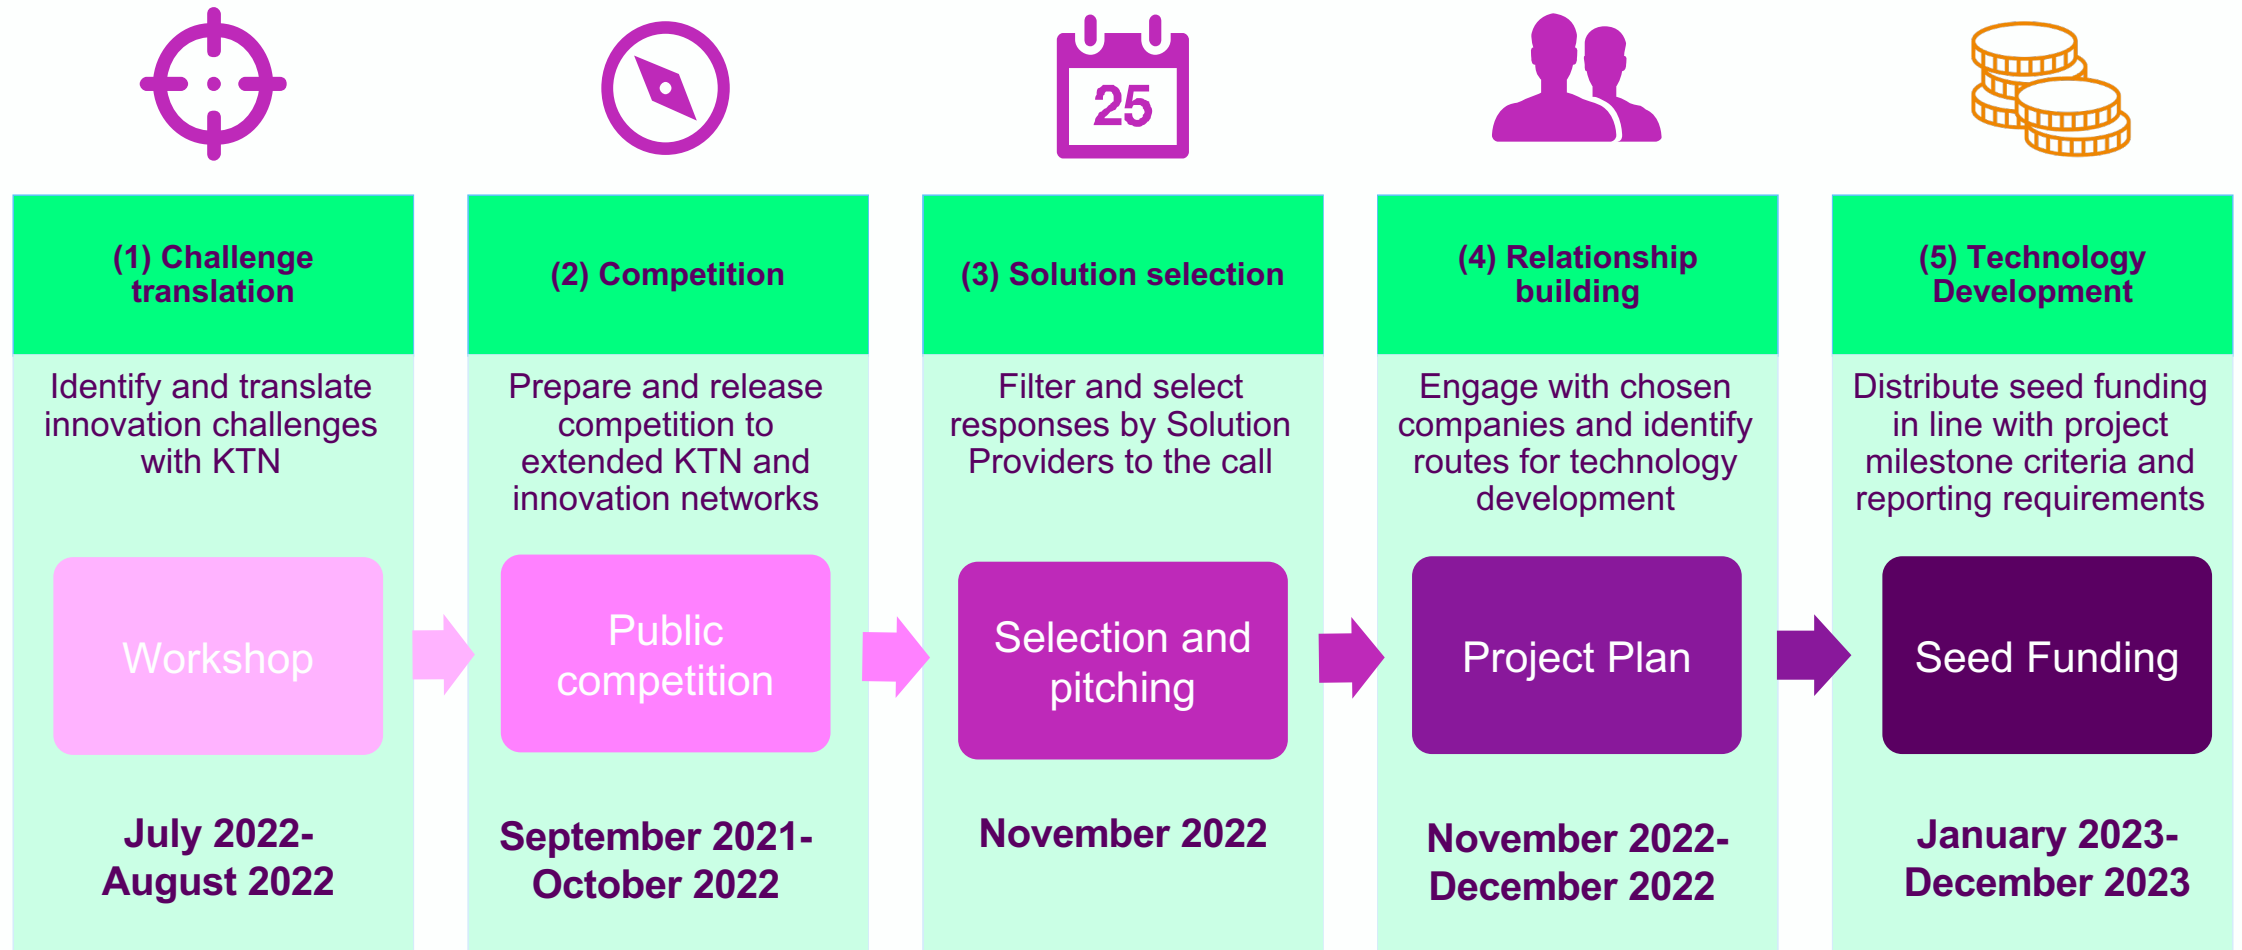 25
(1) Challenge
translation
Identify and translate
innovation challenges
with KTN
Workshop
July 2022-
August 2022
(2) Competition
Prepare and release
competition to
extended KTN and
innovation networks
Public
competition
September 2021-
October 2022
(3) Solution selection
Filter and select
responses by Solution
Providers to the call
Selection and
pitching
November 2022
(4) Relationship
building
Engage with chosen
companies and identify
routes for technology
development
Project Plan
November 2022-
December 2022
(5) Technology
Development
Distribute seed funding
in line with project
milestone criteria and
reporting requirements
Seed Funding
January 2023-
December 2023